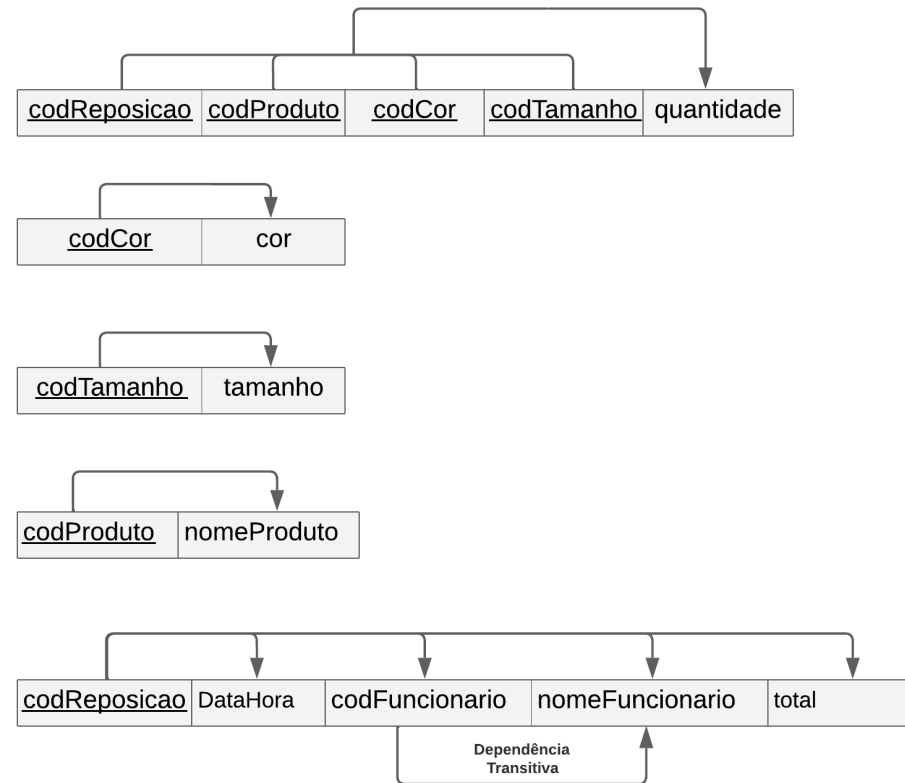 codReposicao codProduto codCor codTamanho quantidade
codCor cor
codTamanho tamanho
codProduto nomeProduto
codReposicao DataHora codFuncionario nomeFuncionario total
Dependência
Transitiva